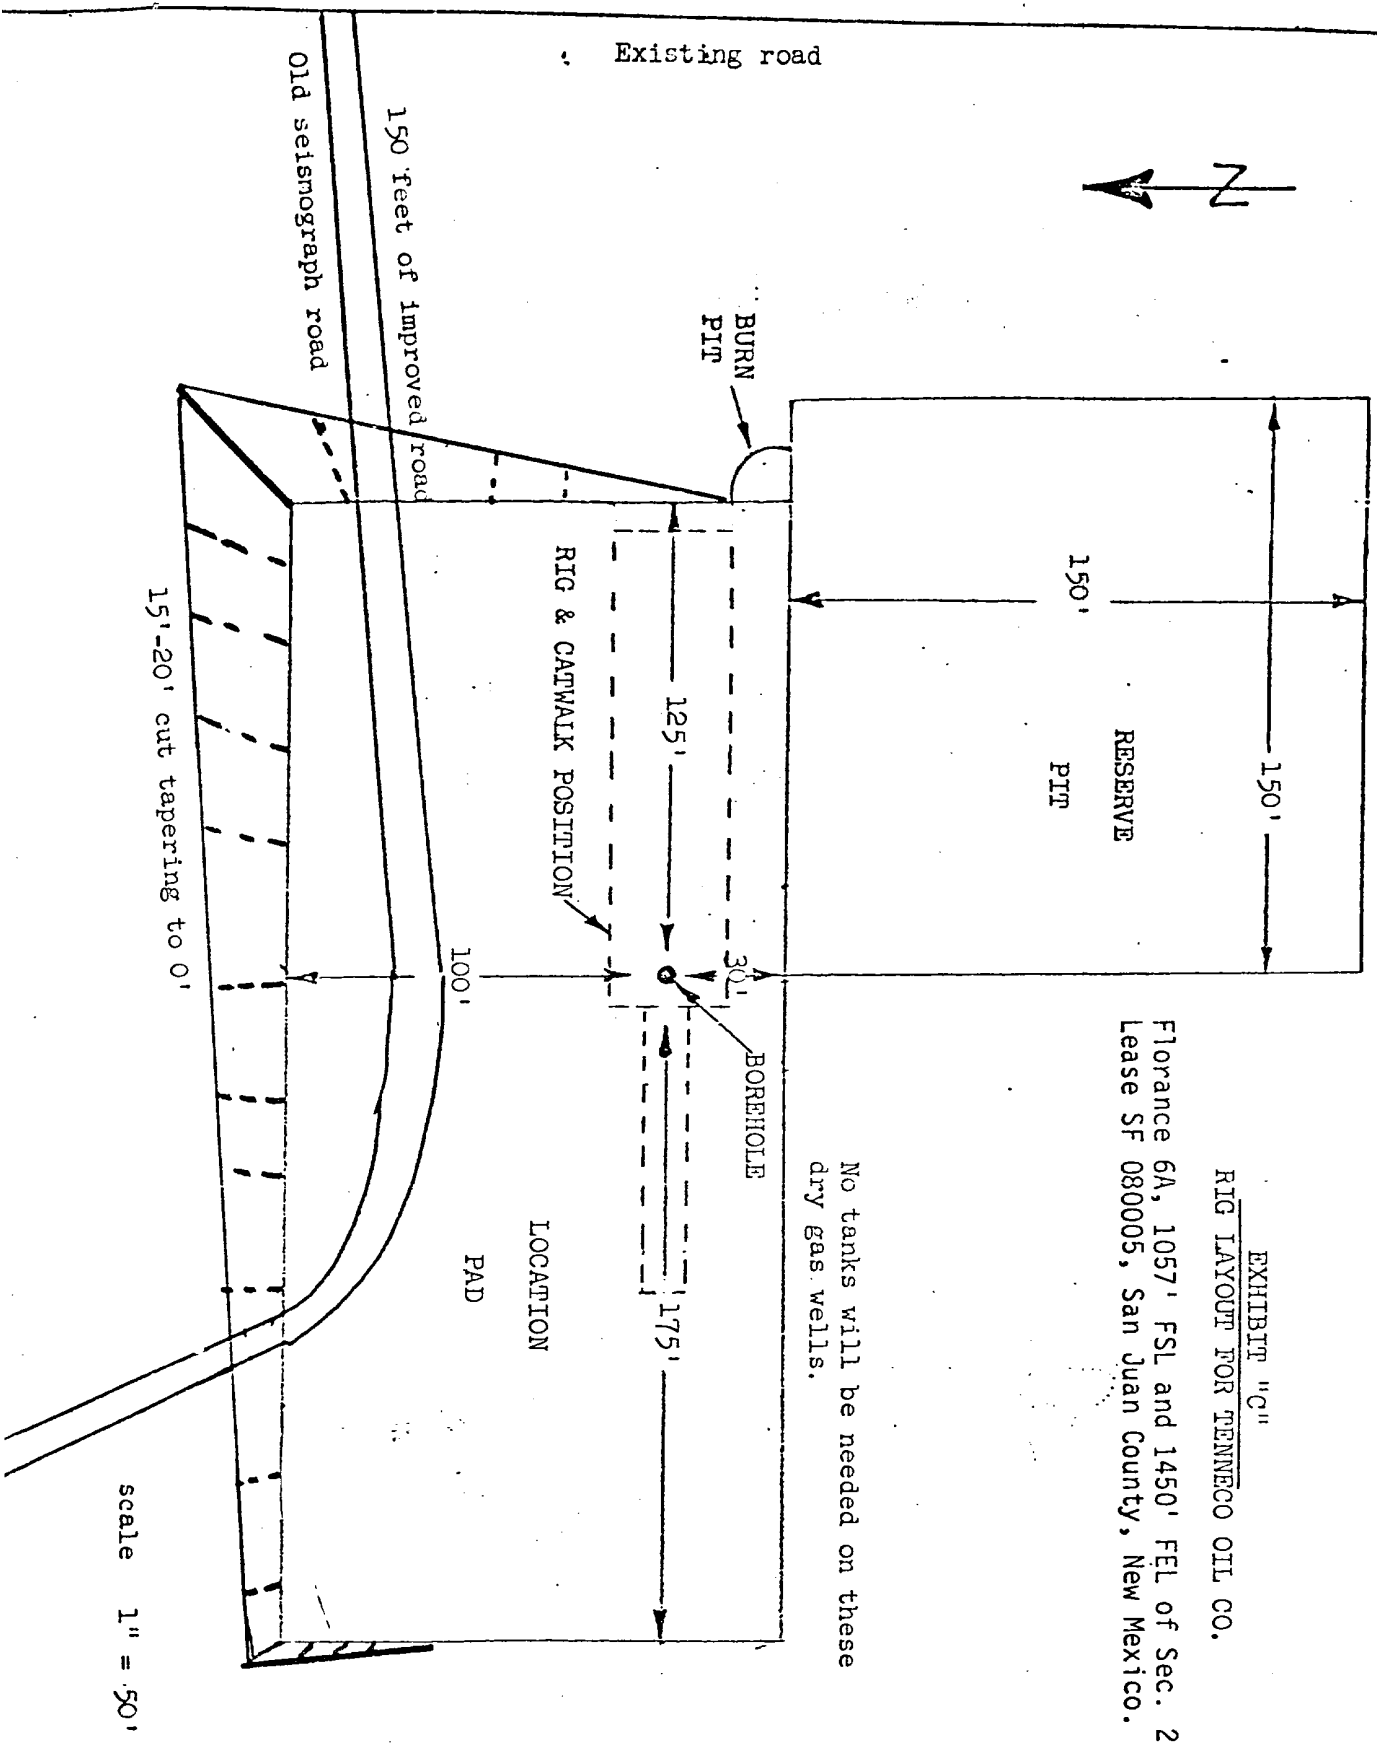 EXHIBIT "C"
RIG LAYOUT FOR TENNECO OIL CO.
Florance 6A, 1057' FSL and 1450' FEL of Sec. 2
Lease SF 080005, San Juan County, New Mexico.
N
Existing road
Old seismograph road
150 feet of improved road
BURN
PIT
150'
150'
RESERVE
PIT
No tanks will be needed on these
dry gas wells.
125'
30'
BOREHOLE
RIG & CATWALK POSITION
100'
175'
LOCATION
PAD
15'-20' cut tapering to 0'
scale 1" = 50'